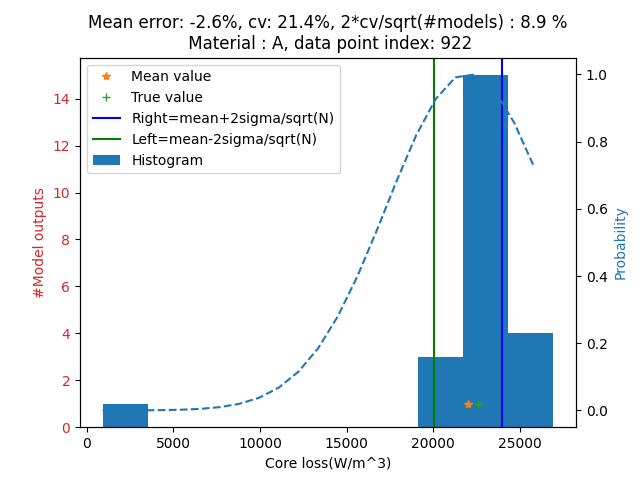 Mean error: -2.6%, cv: 21.4%, 2*cv/sqrt(#models) : 8.9 %
Material : A, data point index: 922
Mean value
True value
Right=mean+2sigma/sqrt(N)
Left=mean-2sigma/sqrt(N)
Histogram
#Model outputs
14
12
10
8
6
4
2
0
1.0
0.8
0.6
0.4
0.2
0.0
Probability
0
5000
10000
15000
20000
25000
Core loss(W/m^3)